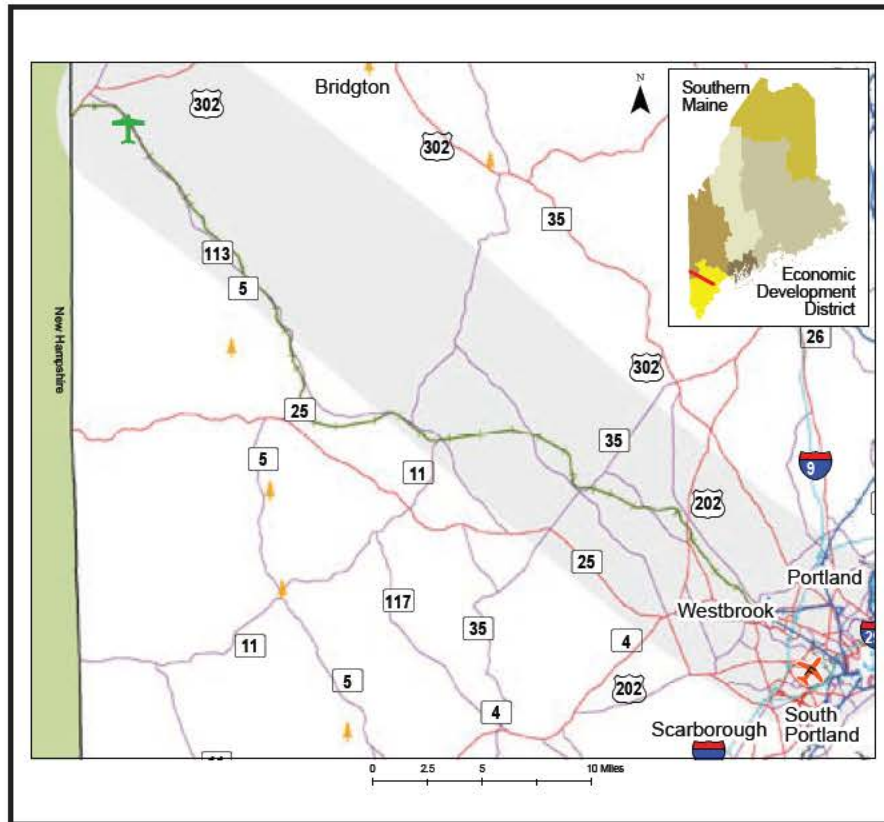 Bridgton
302
302
N
Southern
Maine
Economic
Development
District
35
113
5
New Hampshire
26
302
25
35
5
11
9
202
25
Portland
117
Westbrook
35
11
4
5
202
4
South
Portland
Scarborough
0 2.5 5 10 Miles